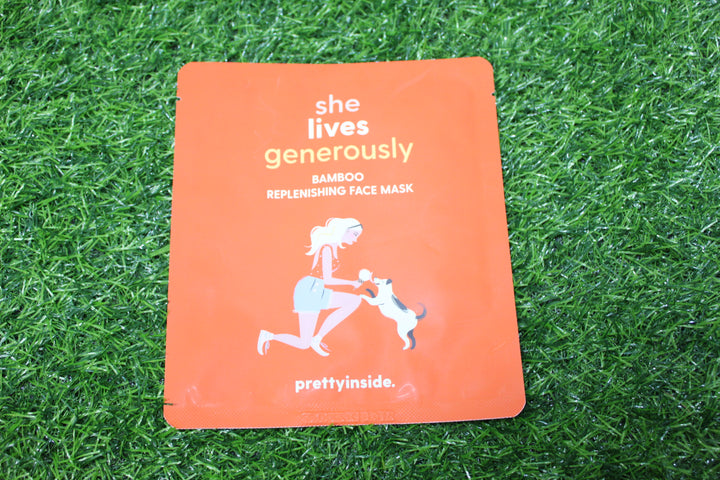 she
lives
generously
BAMBOO
REPLENISHING FACE MASK
prettyinside.